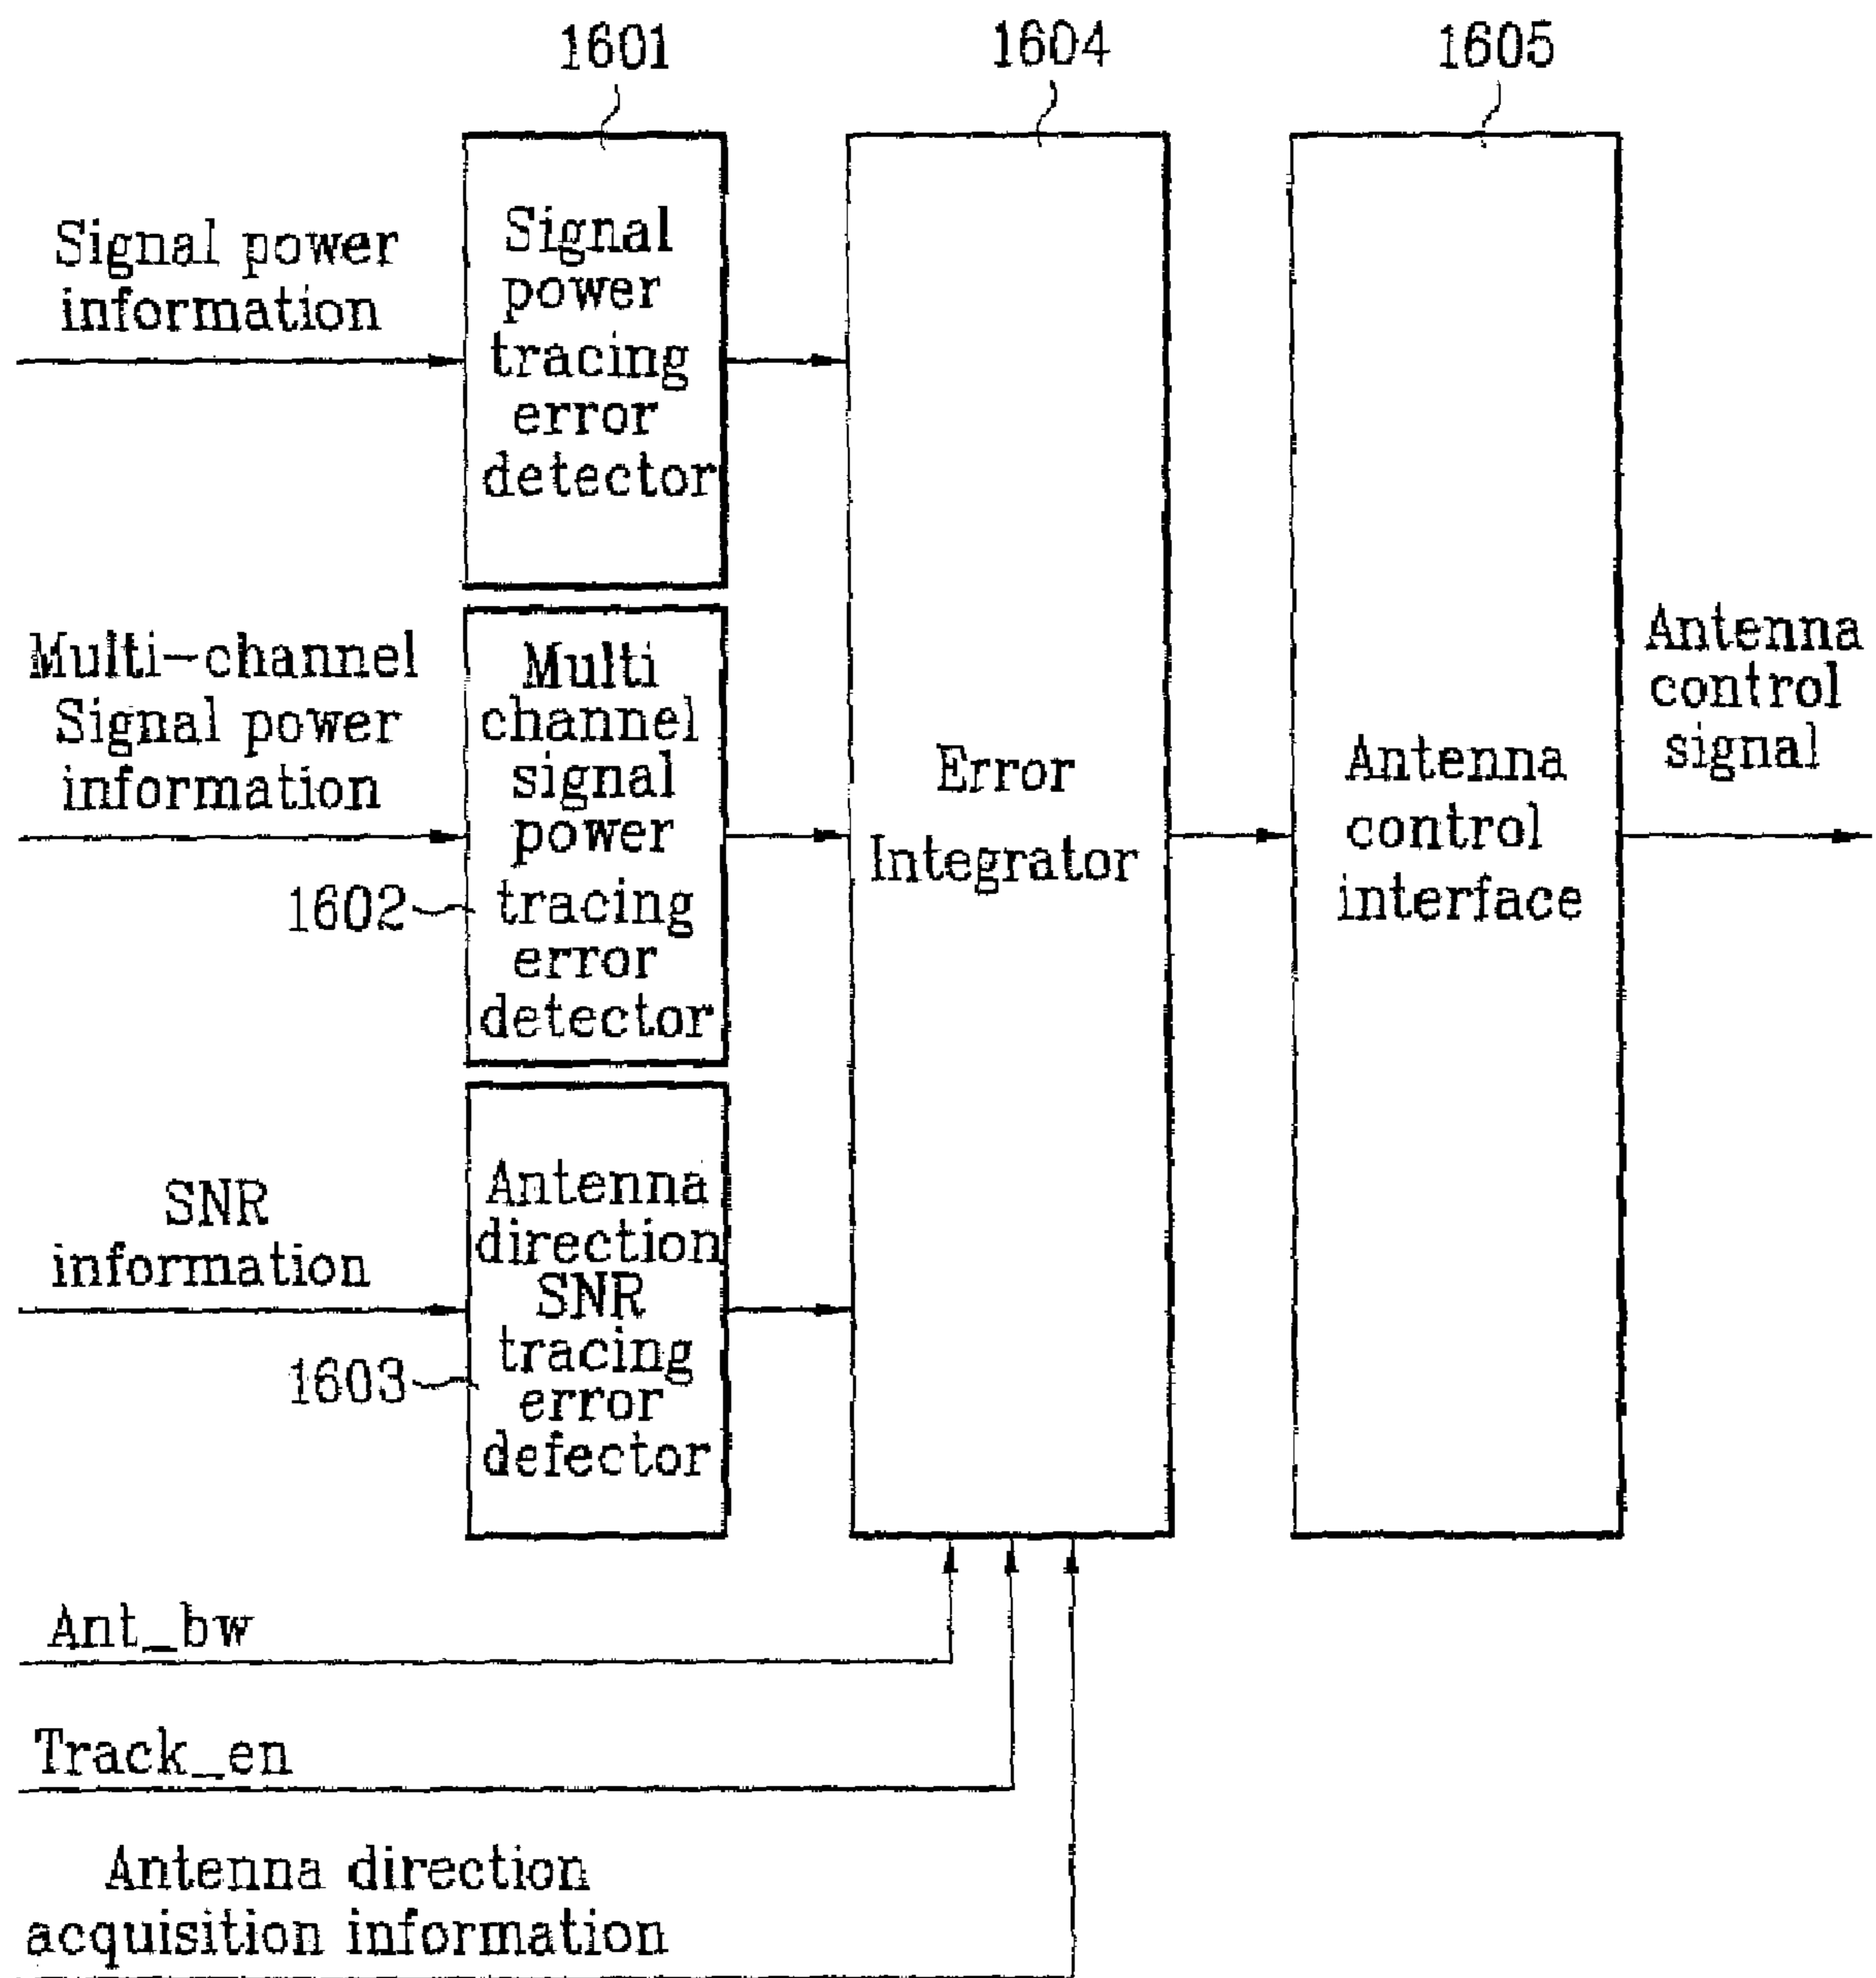 1601
1604
1605
Signal power
information
Signal
power
tracing
error
detector
Multi-channel
Signal power
information
Multi
channel
signal
power
tracing
error
detector
1602
Error
Integrator
Antenna
control
interface
Antenna
control
signal
SNR
information
Antenna
direction
SNR
tracing
error
defector
1603
Ant_bw
Track_en
Antenna direction
acquisition information